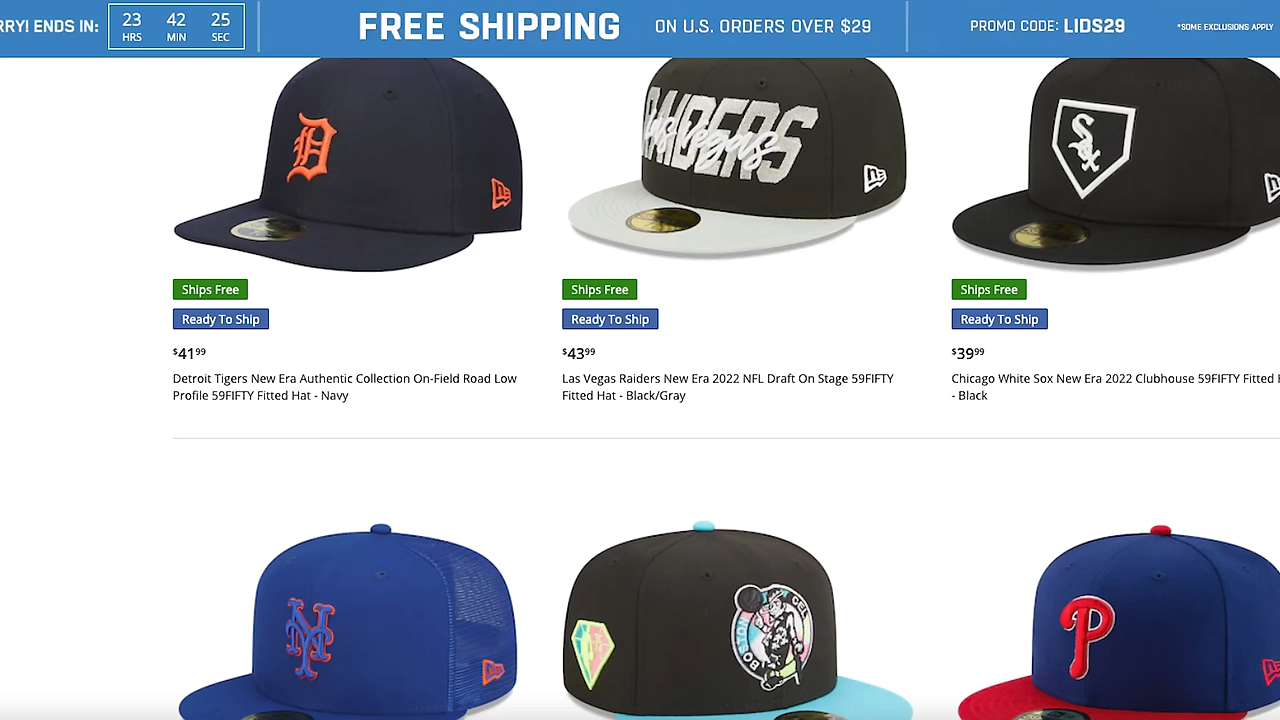 RRY! ENDS IN:
23 42 25
HRS MIN SEC
FREE SHIPPING
ON U.S. ORDERS OVER $29
PROMO CODE: LIDS29
*SOME EXCLUSIONS APPLY
D
RAIDERS
Las Vegas
Sox
Ships Free
Ready To Ship
$41.99
Detroit Tigers New Era Authentic Collection On-Field Road Low
Profile 59FIFTY Fitted Hat - Navy
Ships Free
Ready To Ship
$43.99
Las Vegas Raiders New Era 2022 NFL Draft On Stage 59FIFTY
Fitted Hat - Black/Gray
Ships Free
Ready To Ship
$39.99
Chicago White Sox New Era 2022 Clubhouse 59FIFTY Fitted
- Black
NY
BOSTON CEL
P